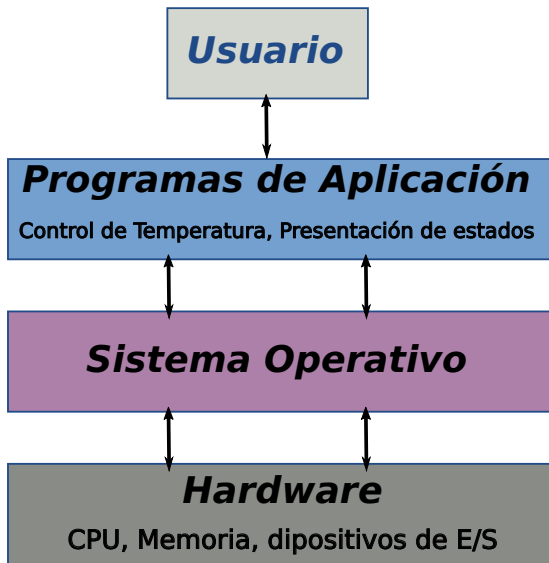 Usuario
Programas de Aplicación
Control de Temperatura, Presentación de estados
Sistema Operativo
Hardware
CPU, Memoria, dipositivos de E/S